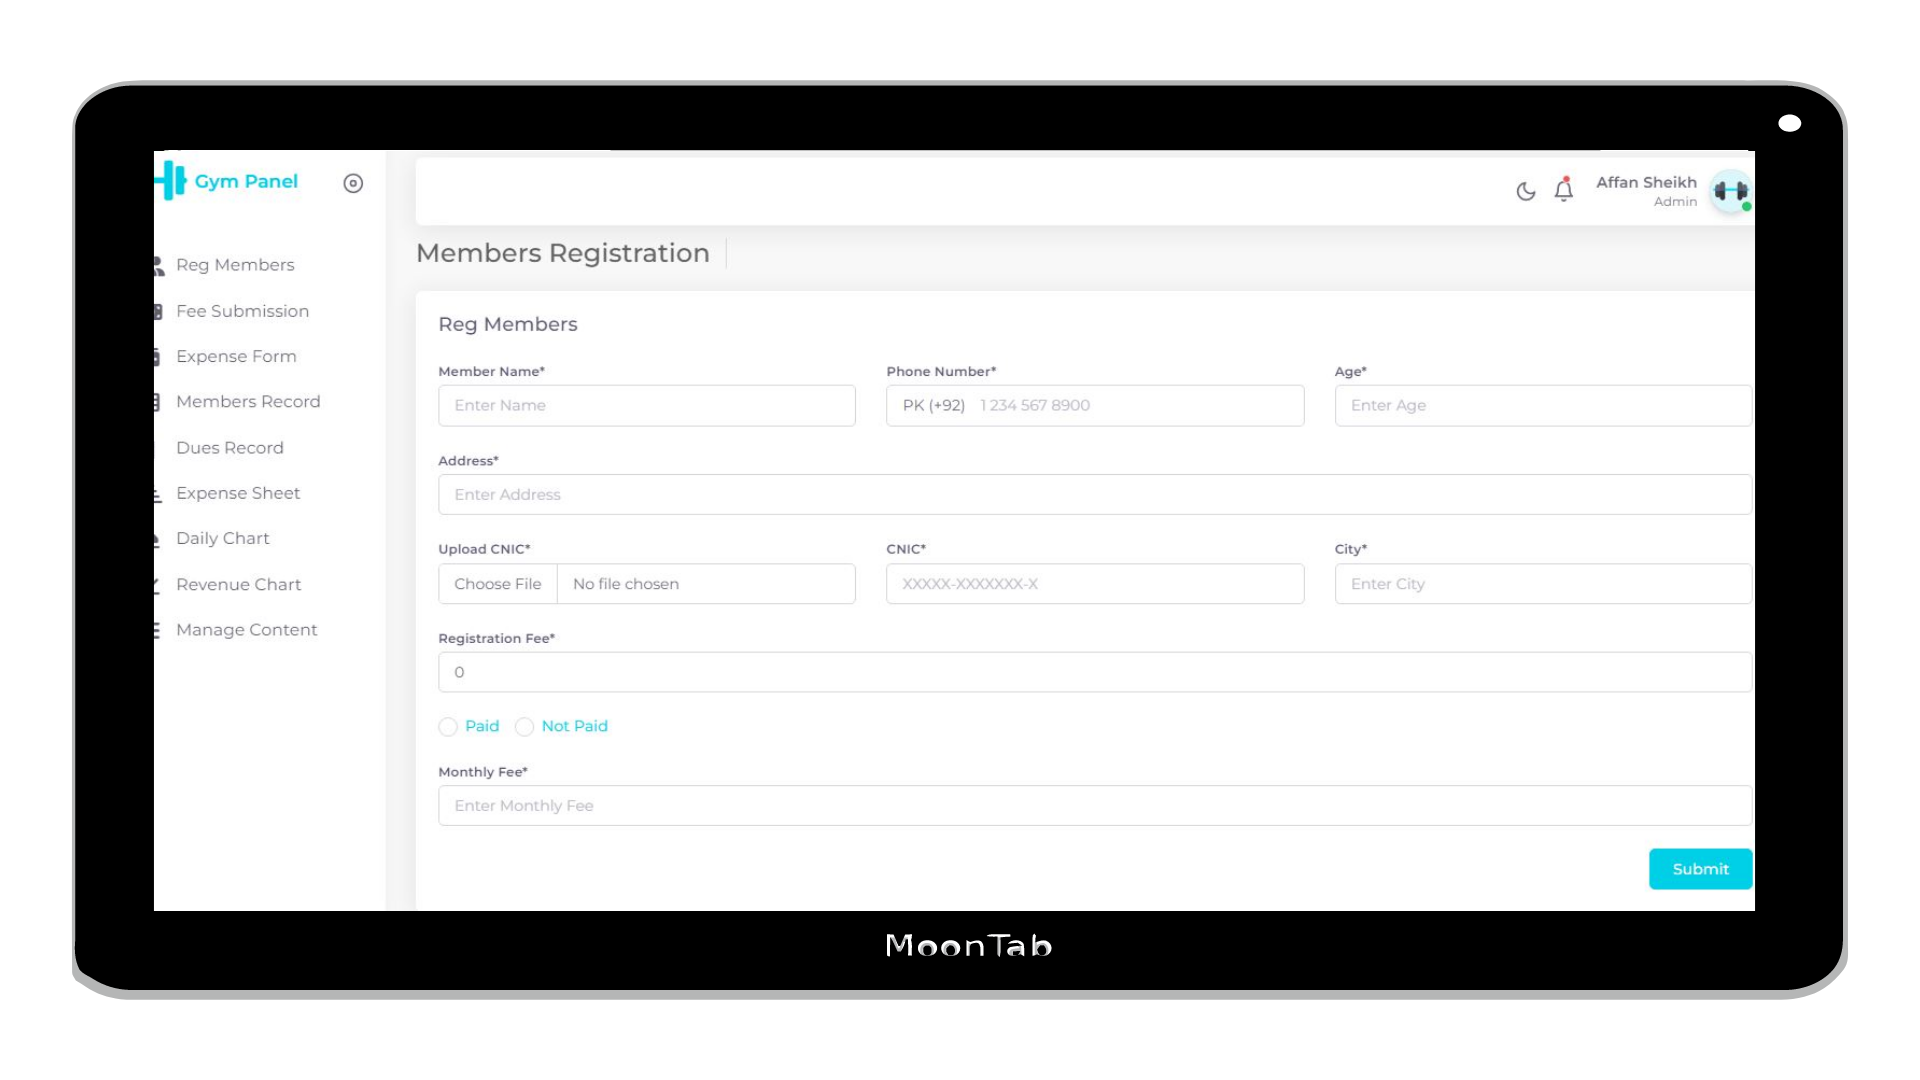 Gym Panel
Affan Sheikh
Admin
Reg Members
Fee Submission
Expense Form
Members Record
Dues Record
Expense Sheet
Daily Chart
Revenue Chart
Manage Content
Members Registration
Reg Members
Member Name* Phone Number* Age*
Enter Name PK (+92) 1 234 567 8900 Enter Age
Address*
Enter Address
Upload CNIC* CNIC* City*
Choose File No file chosen XXXXX-XXXXXXX-X Enter City
Registration Fee*
0
Paid Not Paid
Monthly Fee*
Enter Monthly Fee
Submit
MoonTab